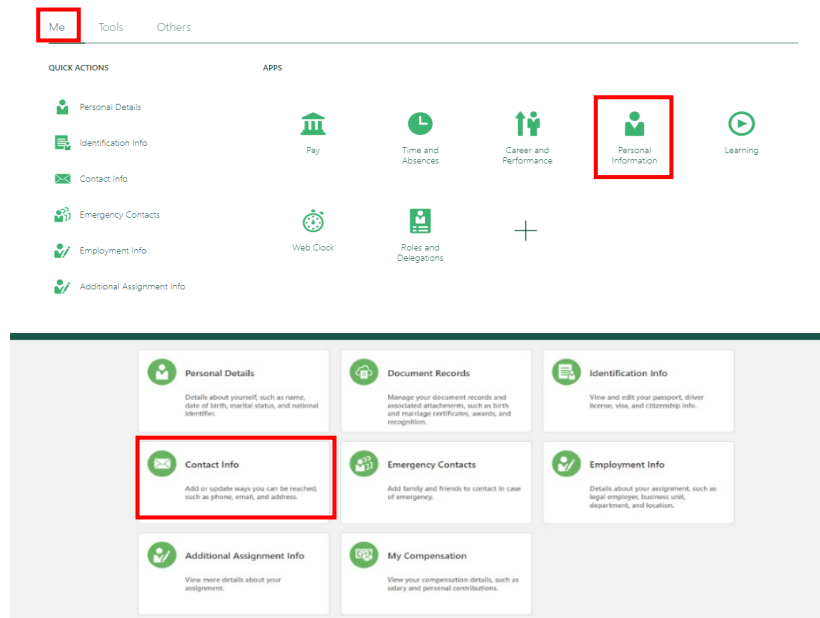 Me Tools Others
QUICK ACTIONS
Personal Details
Identification Info
Contact Info
Emergency Contacts
Employment Info
Additional Assignment Info
APPS
Pay
Time and
Absences
Career and
Performance
Personal
Information
Learning
Web Clock
Roles and
Delegations
Personal Details
Details about yourself, such as name,
date of birth, marital status, and national
identifier.
Document Records
Manage your document records and
associated attachments, such as birth
and marriage certificates, awards, and
recognition.
Identification Info
View and edit your passport, driver
license, visa, and citizenship info.
Contact Info
Add or update ways you can be reached,
such as phone, email, and address.
Emergency Contacts
Add family and friends to contact in case
of emergency.
Employment Info
Details about your assignment, such as
legal employer, business unit,
department, and location.
Additional Assignment Info
View more details about your
assignment.
My Compensation
View your compensation details, such as
salary and personal contributions.